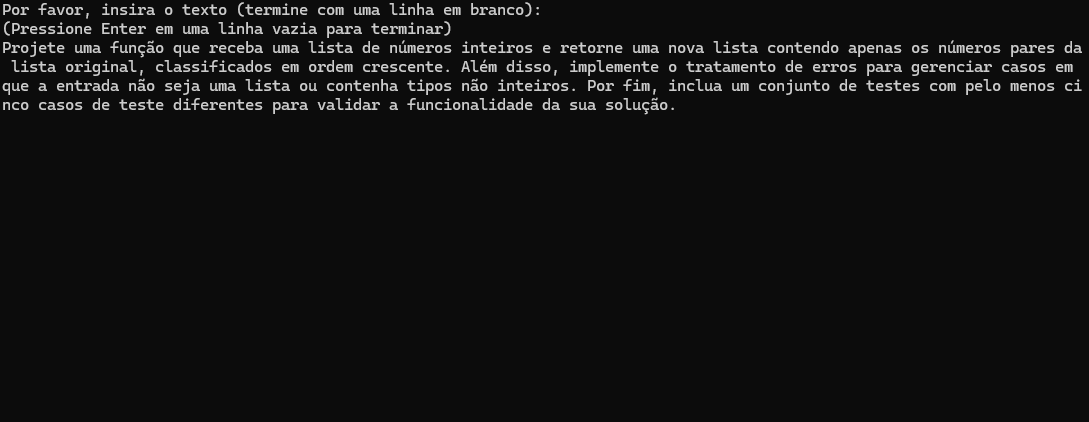 Por favor, insira o texto (termine com uma linha em branco):
(Pressione Enter em uma linha vazia para terminar)
Projete uma função que receba uma lista de números inteiros e retorne uma nova lista contendo apenas os números pares da
 lista original, classificados em ordem crescente. Além disso, implemente o tratamento de erros para gerenciar casos em
que a entrada não seja uma lista ou contenha tipos não inteiros. Por fim, inclua um conjunto de testes com pelo menos ci
nco casos de teste diferentes para validar a funcionalidade da sua solução.